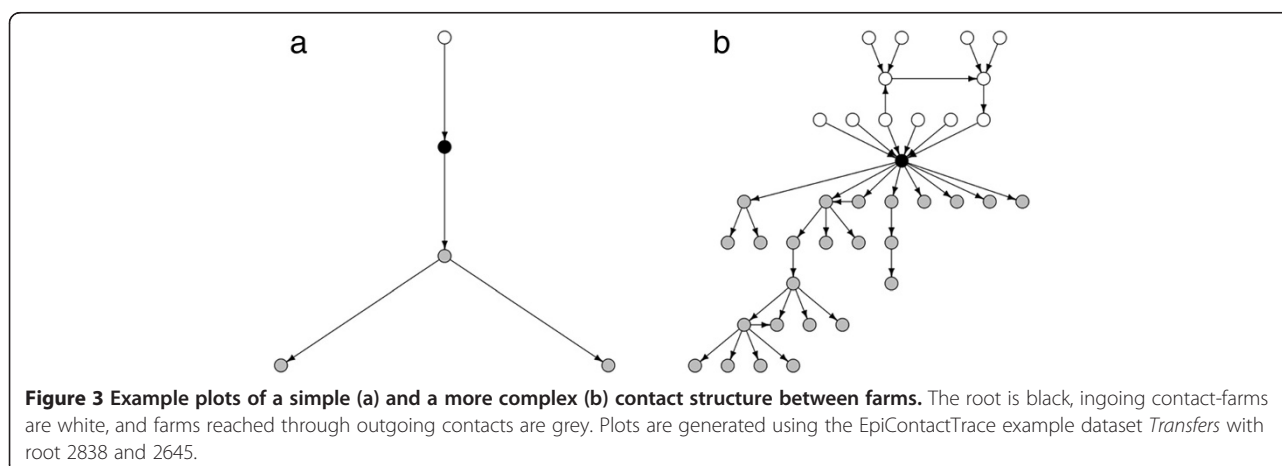 a
b
Figure 3 Example plots of a simple (a) and a more complex (b) contact structure between farms. The root is black, ingoing contact-farms
are white, and farms reached through outgoing contacts are grey. Plots are generated using the EpiContactTrace example dataset Transfers with
root 2838 and 2645.